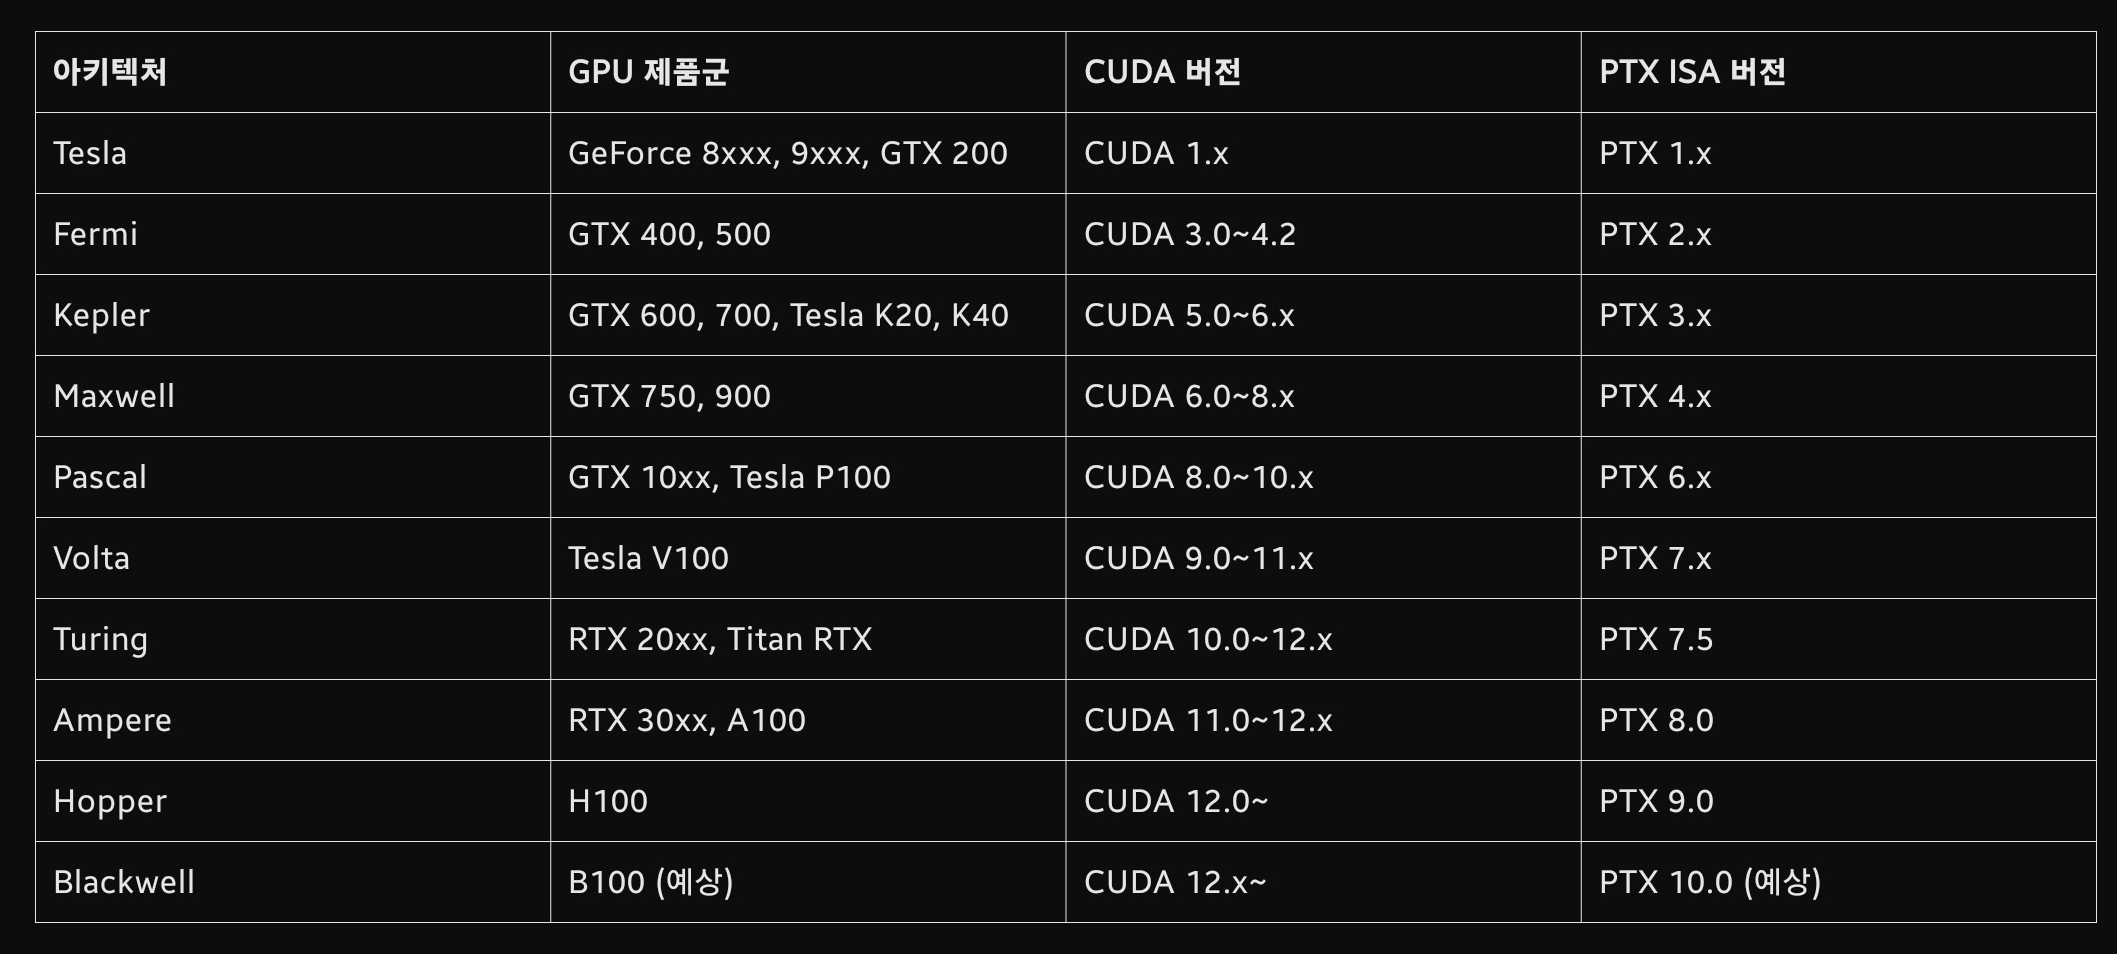 아키텍처 GPU 제품군 CUDA 버전 PTX ISA 버전
Tesla GeForce 8xxx, 9xxx, GTX 200 CUDA 1.x PTX 1.x
Fermi GTX 400, 500 CUDA 3.0~4.2 PTX 2.x
Kepler GTX 600, 700, Tesla K20, K40 CUDA 5.0~6.x PTX 3.x
Maxwell GTX 750, 900 CUDA 6.0~8.x PTX 4.x
Pascal GTX 10xx, Tesla P100 CUDA 8.0~10.x PTX 6.x
Volta Tesla V100 CUDA 9.0~11.x PTX 7.x
Turing RTX 20xx, Titan RTX CUDA 10.0~12.x PTX 7.5
Ampere RTX 30xx, A100 CUDA 11.0~12.x PTX 8.0
Hopper H100 CUDA 12.0~ PTX 9.0
Blackwell B100 (예상) CUDA 12.x~ PTX 10.0 (예상)